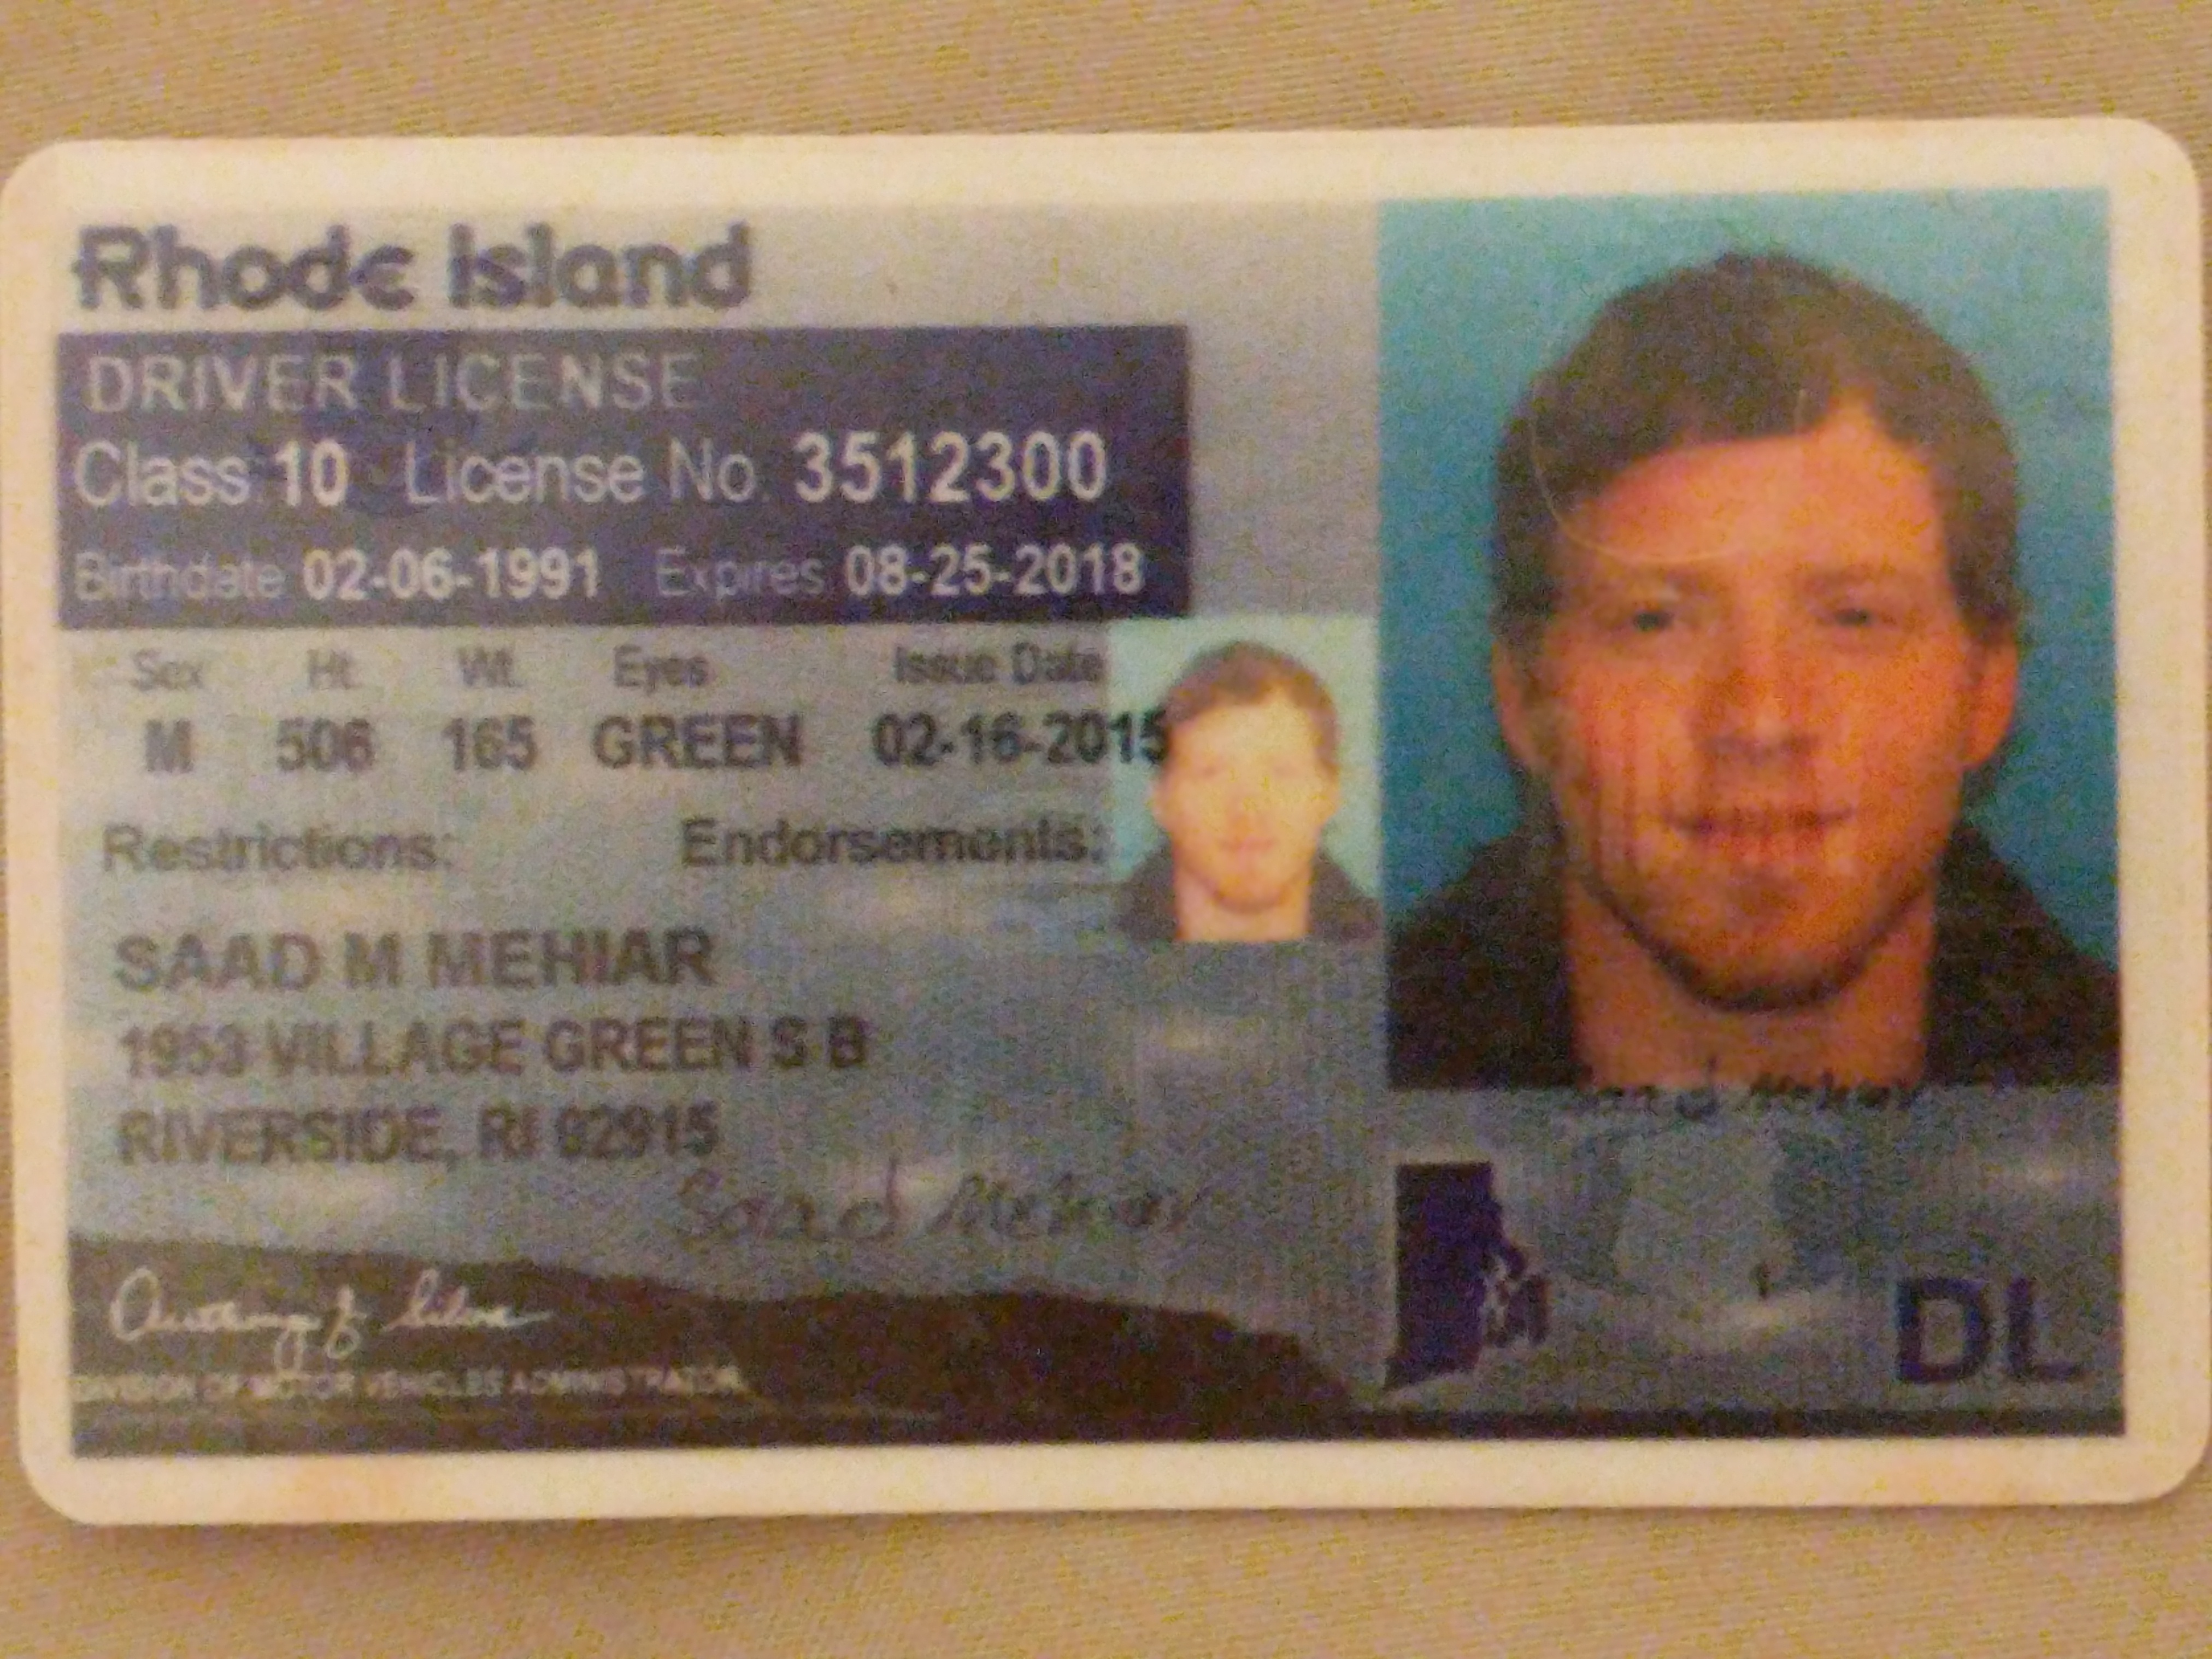 Rhode Island
DRIVER LICENSE
Class 10 License No. 3512300
Birthdate 02-06-1991 Expires 08-25-2018
Sex Ht. Wt. Eyes Issue Date
M 506 165 GREEN 02-16-2015
Restrictions: Endorsements:
SAAD M MEHIAR
1953 VILLAGE GREEN S B
RIVERSIDE, RI 02915
Saad Mehiar
Saad Mehiar
Anthony J. Silva
DIVISION OF MOTOR VEHICLES ADMINISTRATOR
DL